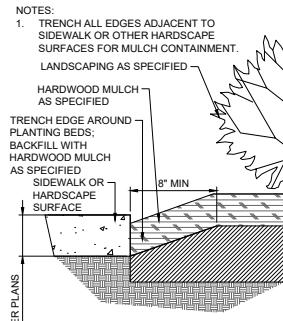 NOTES:
1. TRENCH ALL EDGES ADJACENT TO
SIDEWALK OR OTHER HARDSCAPE
SURFACES FOR MULCH CONTAINMENT.
LANDSCAPING AS SPECIFIED
HARDWOOD MULCH
AS SPECIFIED
TRENCH EDGE AROUND
PLANTING BEDS;
BACKFILL WITH
HARDWOOD MULCH
AS SPECIFIED
SIDEWALK OR
HARDSCAPE
SURFACE
8" MIN
PLANS